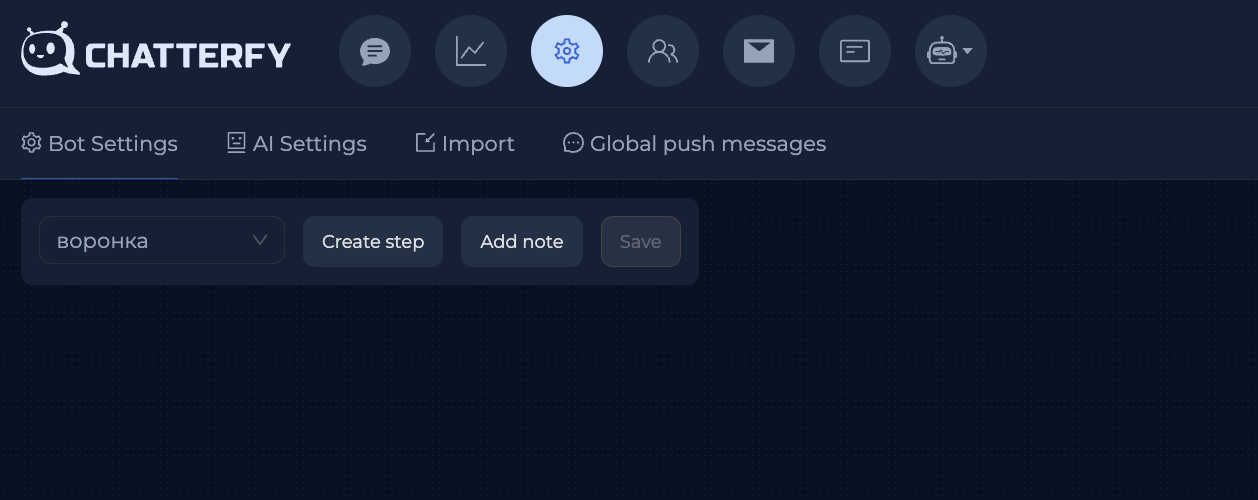 CHATTERFY
Bot Settings AI Settings Import Global push messages
воронка Create step Add note Save